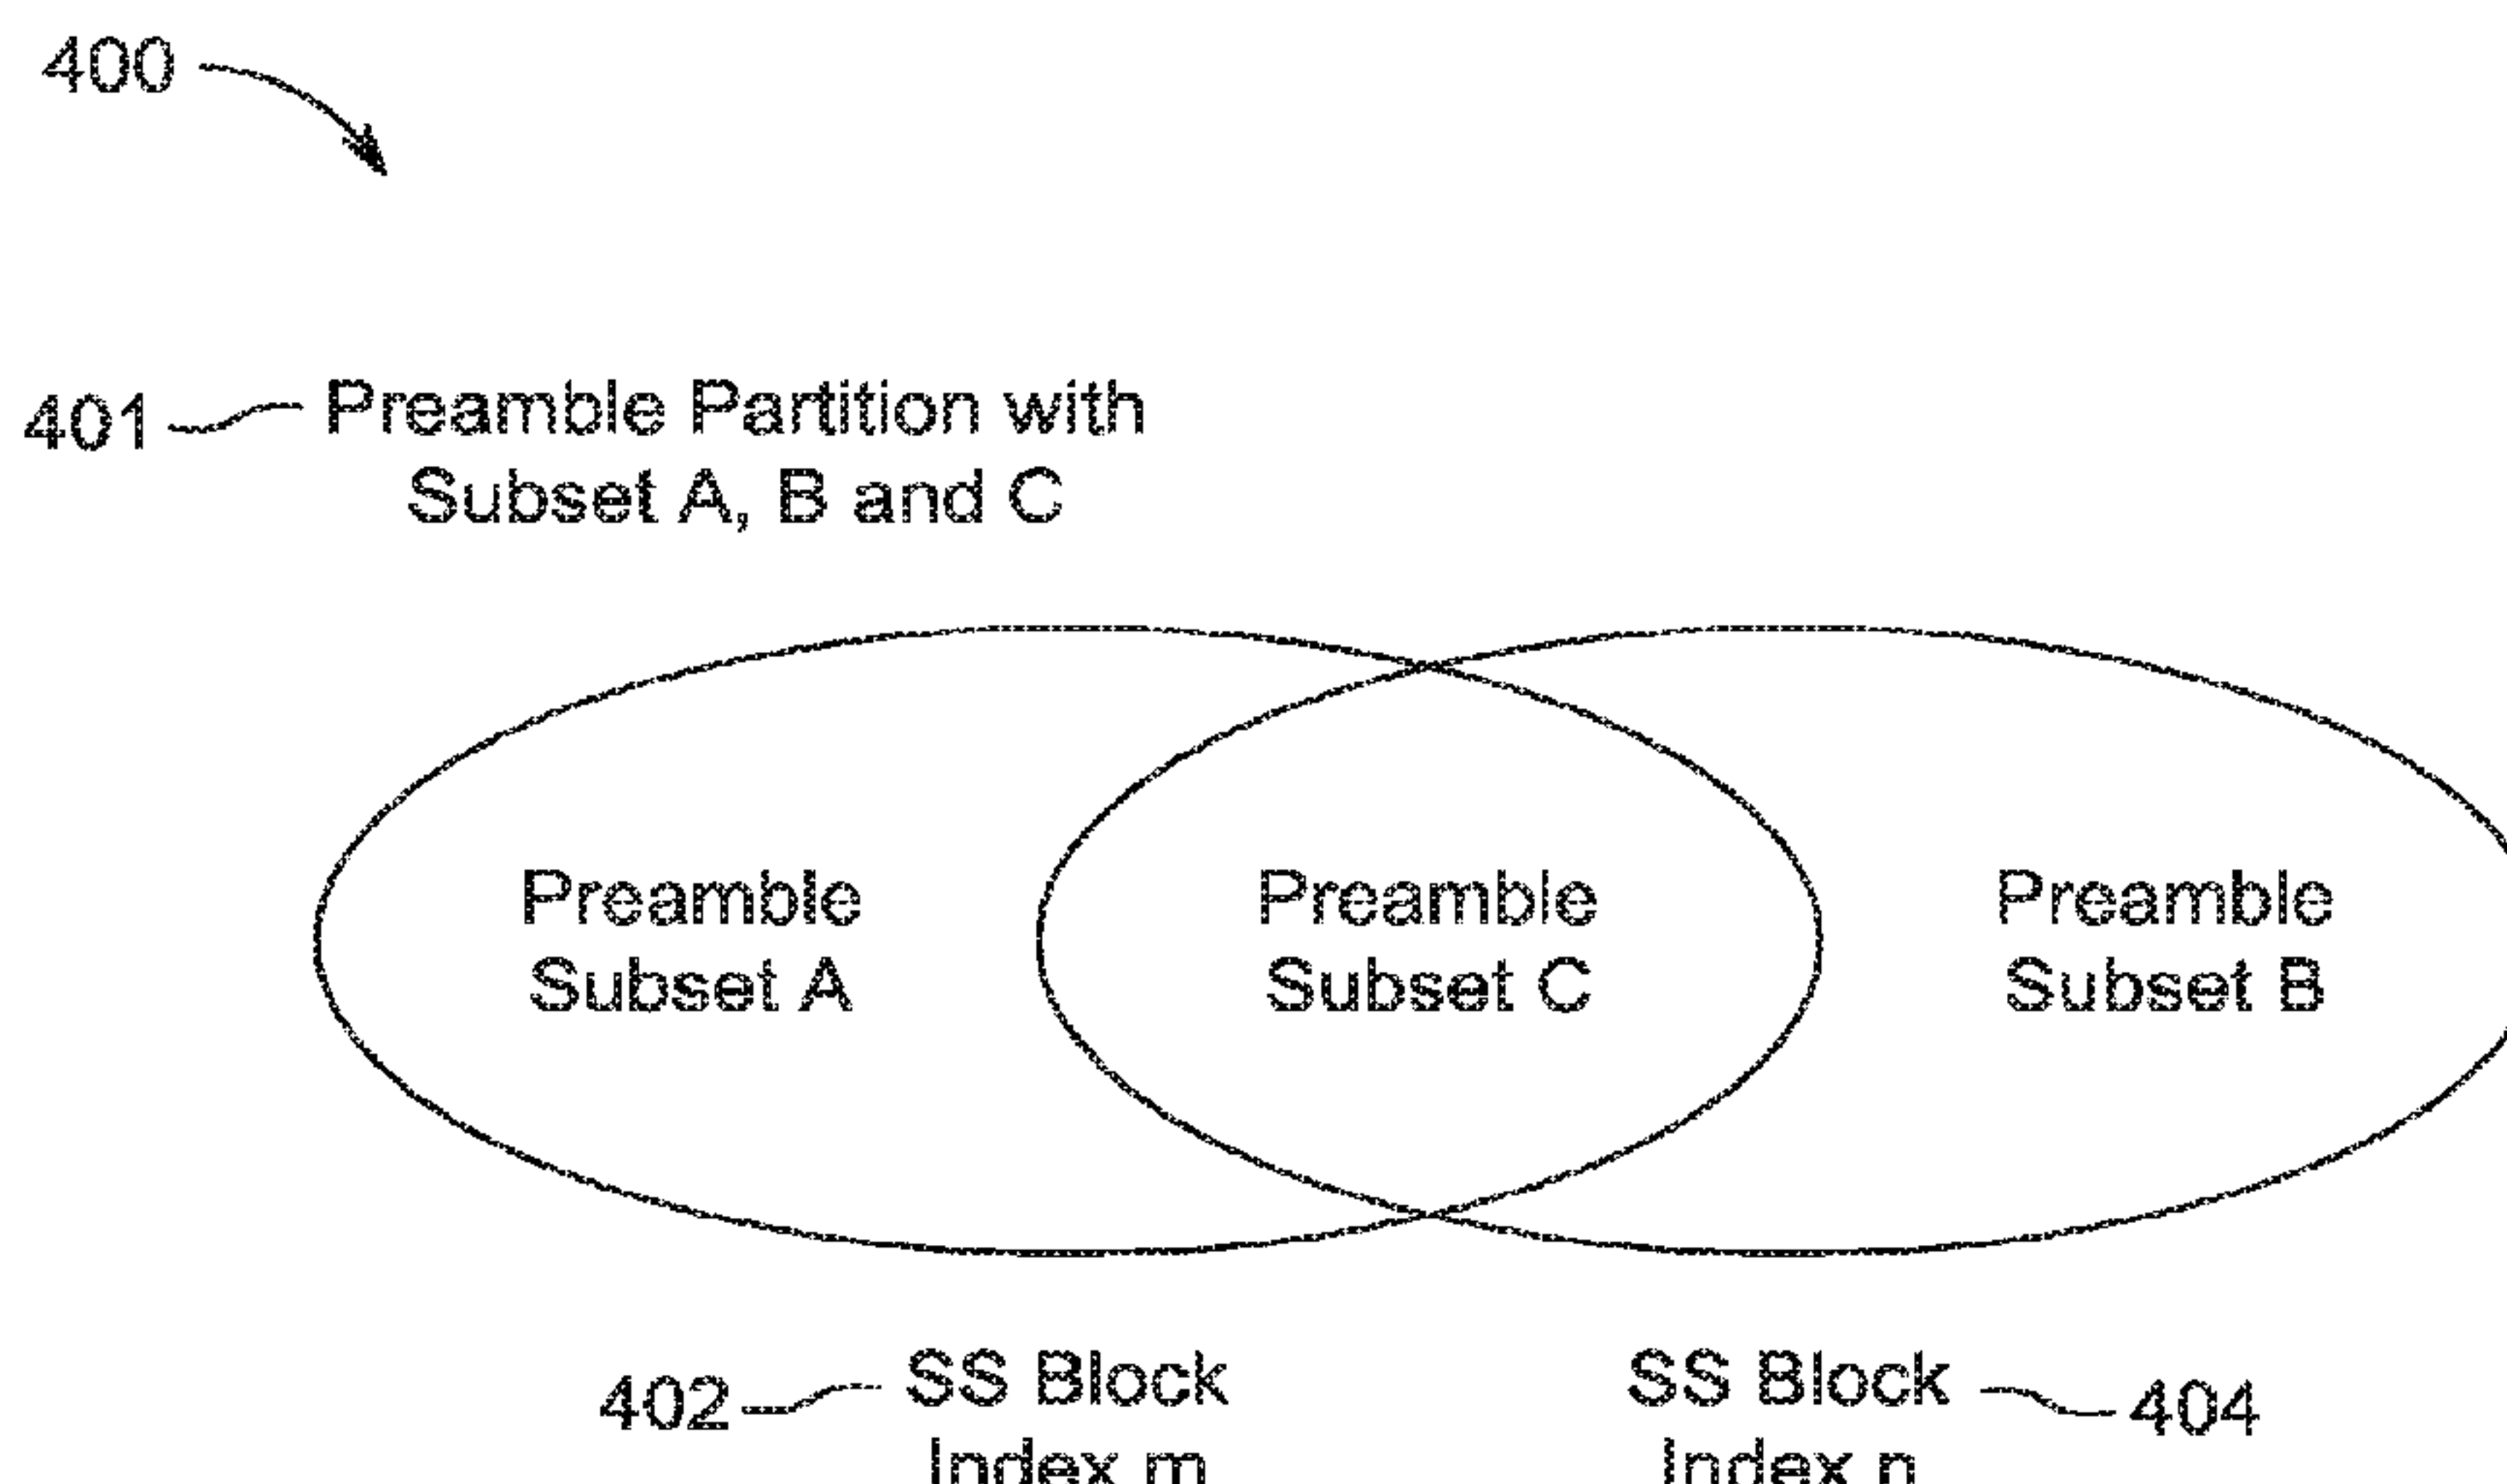 400
401 Preamble Partition with
Subset A, B and C
Preamble
Subset A
Preamble
Subset C
Preamble
Subset B
402 SS Block
Index m
SS Block 404
Index n